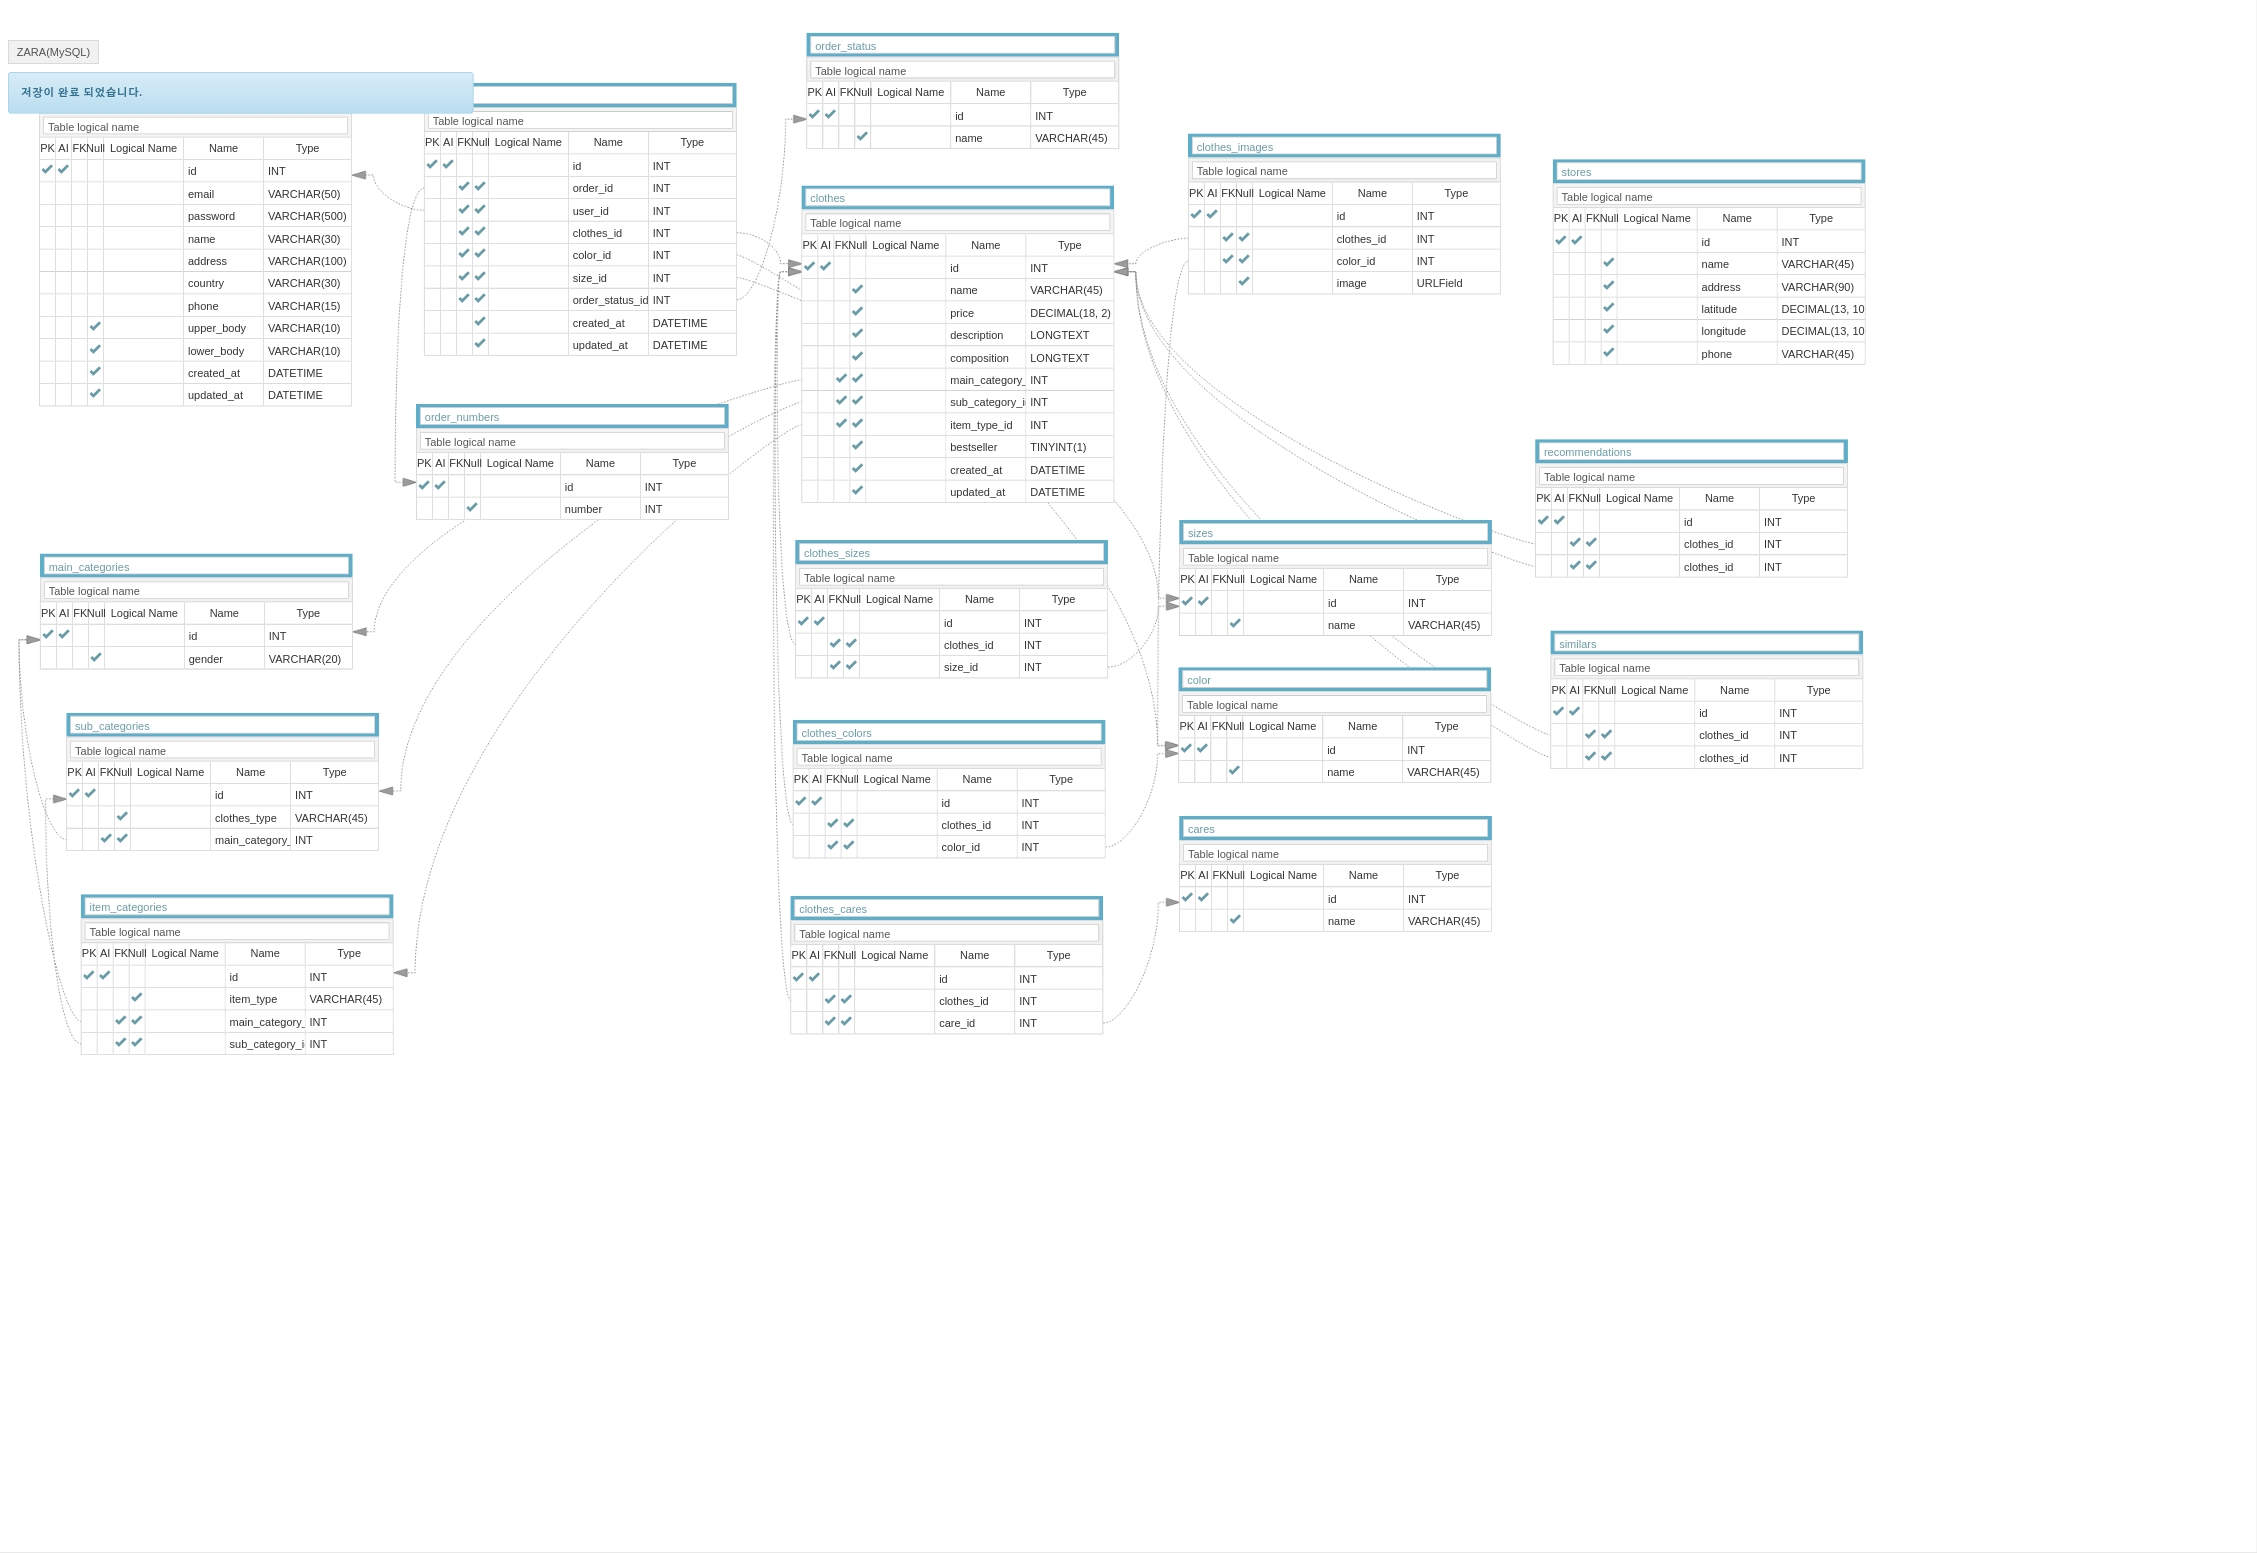 ZARA(MySQL)
저장이 완료 되었습니다.
Table logical name
PK AI FK Null Logical Name Name Type
id INT
email VARCHAR(50)
password VARCHAR(500)
name VARCHAR(30)
address VARCHAR(100)
country VARCHAR(30)
phone VARCHAR(15)
upper_body VARCHAR(10)
lower_body VARCHAR(10)
created_at DATETIME
updated_at DATETIME
Table logical name
PK AI FK Null Logical Name Name Type
id INT
order_id INT
user_id INT
clothes_id INT
color_id INT
size_id INT
order_status_id INT
created_at DATETIME
updated_at DATETIME
order_numbers
Table logical name
PK AI FK Null Logical Name Name Type
id INT
number INT
main_categories
Table logical name
PK AI FK Null Logical Name Name Type
id INT
gender VARCHAR(20)
sub_categories
Table logical name
PK AI FK Null Logical Name Name Type
id INT
clothes_type VARCHAR(45)
main_category_ INT
item_categories
Table logical name
PK AI FK Null Logical Name Name Type
id INT
item_type VARCHAR(45)
main_category_ INT
sub_category_i INT
order_status
Table logical name
PK AI FK Null Logical Name Name Type
id INT
name VARCHAR(45)
clothes
Table logical name
PK AI FK Null Logical Name Name Type
id INT
name VARCHAR(45)
price DECIMAL(18, 2)
description LONGTEXT
composition LONGTEXT
main_category_ INT
sub_category_i INT
item_type_id INT
bestseller TINYINT(1)
created_at DATETIME
updated_at DATETIME
clothes_sizes
Table logical name
PK AI FK Null Logical Name Name Type
id INT
clothes_id INT
size_id INT
clothes_colors
Table logical name
PK AI FK Null Logical Name Name Type
id INT
clothes_id INT
color_id INT
clothes_cares
Table logical name
PK AI FK Null Logical Name Name Type
id INT
clothes_id INT
care_id INT
clothes_images
Table logical name
PK AI FK Null Logical Name Name Type
id INT
clothes_id INT
color_id INT
image URLField
sizes
Table logical name
PK AI FK Null Logical Name Name Type
id INT
name VARCHAR(45)
color
Table logical name
PK AI FK Null Logical Name Name Type
id INT
name VARCHAR(45)
cares
Table logical name
PK AI FK Null Logical Name Name Type
id INT
name VARCHAR(45)
stores
Table logical name
PK AI FK Null Logical Name Name Type
id INT
name VARCHAR(45)
address VARCHAR(90)
latitude DECIMAL(13, 10
longitude DECIMAL(13, 10
phone VARCHAR(45)
recommendations
Table logical name
PK AI FK Null Logical Name Name Type
id INT
clothes_id INT
clothes_id INT
similars
Table logical name
PK AI FK Null Logical Name Name Type
id INT
clothes_id INT
clothes_id INT